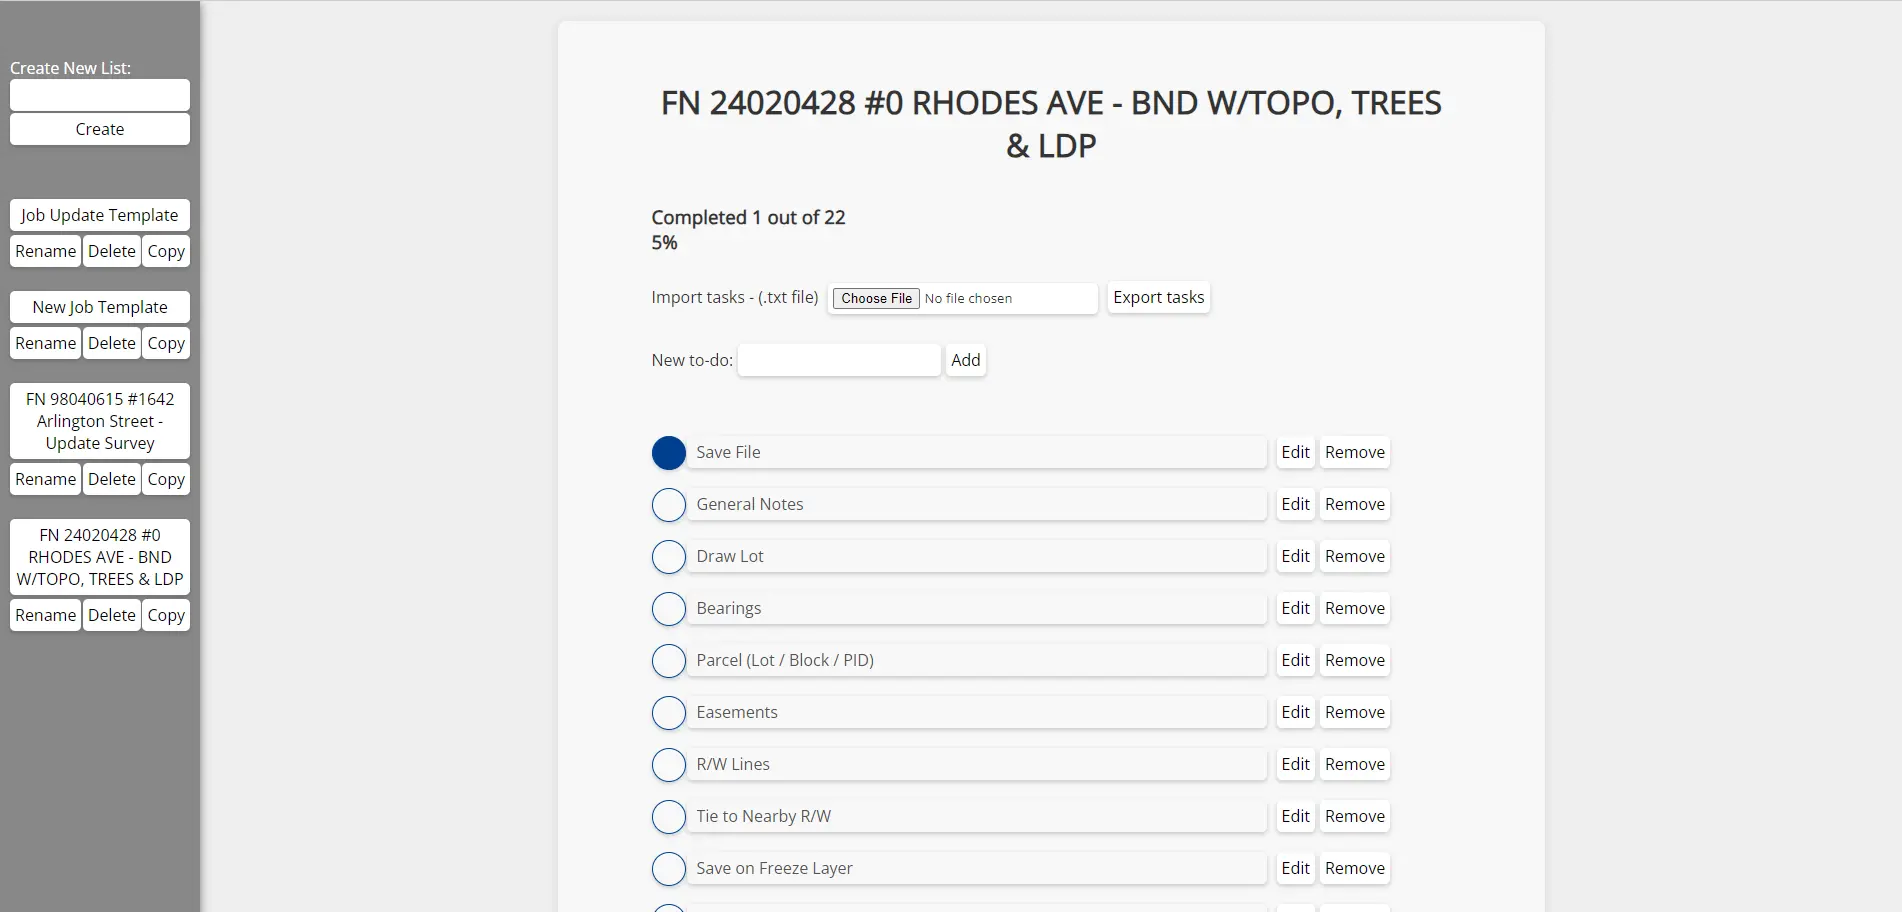 Create New List:
Create
Job Update Template
Rename Delete Copy
New Job Template
Rename Delete Copy
FN 98040615 #1642
Arlington Street -
Update Survey
Rename Delete Copy
FN 24020428 #0
RHODES AVE - BND
W/TOPO, TREES & LDP
Rename Delete Copy
FN 24020428 #0 RHODES AVE - BND W/TOPO, TREES
& LDP
Completed 1 out of 22
5%
Import tasks - (.txt file) Choose File No file chosen Export tasks
New to-do: Add
Save File Edit Remove
General Notes Edit Remove
Draw Lot Edit Remove
Bearings Edit Remove
Parcel (Lot / Block / PID) Edit Remove
Easements Edit Remove
R/W Lines Edit Remove
Tie to Nearby R/W Edit Remove
Save on Freeze Layer Edit Remove